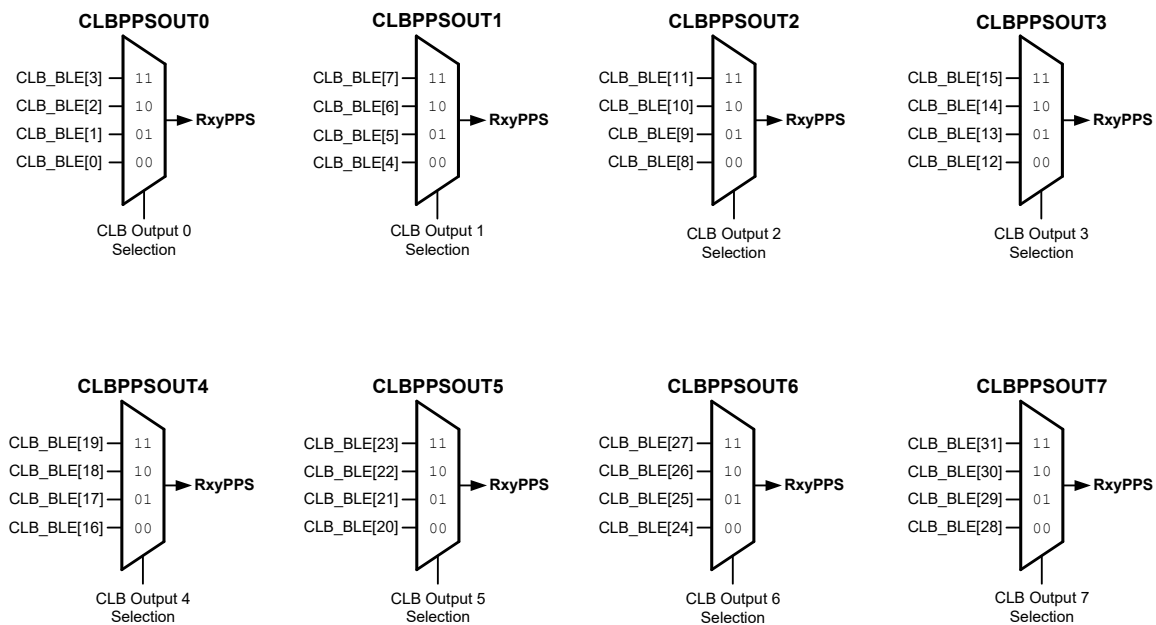 CLBPPSOUT0
CLB_BLE[3] 11
CLB_BLE[2] 10
CLB_BLE[1] 01
CLB_BLE[0] 00
RxyPPS
CLB Output 0
Selection
CLBPPSOUT1
CLB_BLE[7] 11
CLB_BLE[6] 10
CLB_BLE[5] 01
CLB_BLE[4] 00
RxyPPS
CLB Output 1
Selection
CLBPPSOUT2
CLB_BLE[11] 11
CLB_BLE[10] 10
CLB_BLE[9] 01
CLB_BLE[8] 00
RxyPPS
CLB Output 2
Selection
CLBPPSOUT3
CLB_BLE[15] 11
CLB_BLE[14] 10
CLB_BLE[13] 01
CLB_BLE[12] 00
RxyPPS
CLB Output 3
Selection
CLBPPSOUT4
CLB_BLE[19] 11
CLB_BLE[18] 10
CLB_BLE[17] 01
CLB_BLE[16] 00
RxyPPS
CLB Output 4
Selection
CLBPPSOUT5
CLB_BLE[23] 11
CLB_BLE[22] 10
CLB_BLE[21] 01
CLB_BLE[20] 00
RxyPPS
CLB Output 5
Selection
CLBPPSOUT6
CLB_BLE[27] 11
CLB_BLE[26] 10
CLB_BLE[25] 01
CLB_BLE[24] 00
RxyPPS
CLB Output 6
Selection
CLBPPSOUT7
CLB_BLE[31] 11
CLB_BLE[30] 10
CLB_BLE[29] 01
CLB_BLE[28] 00
RxyPPS
CLB Output 7
Selection